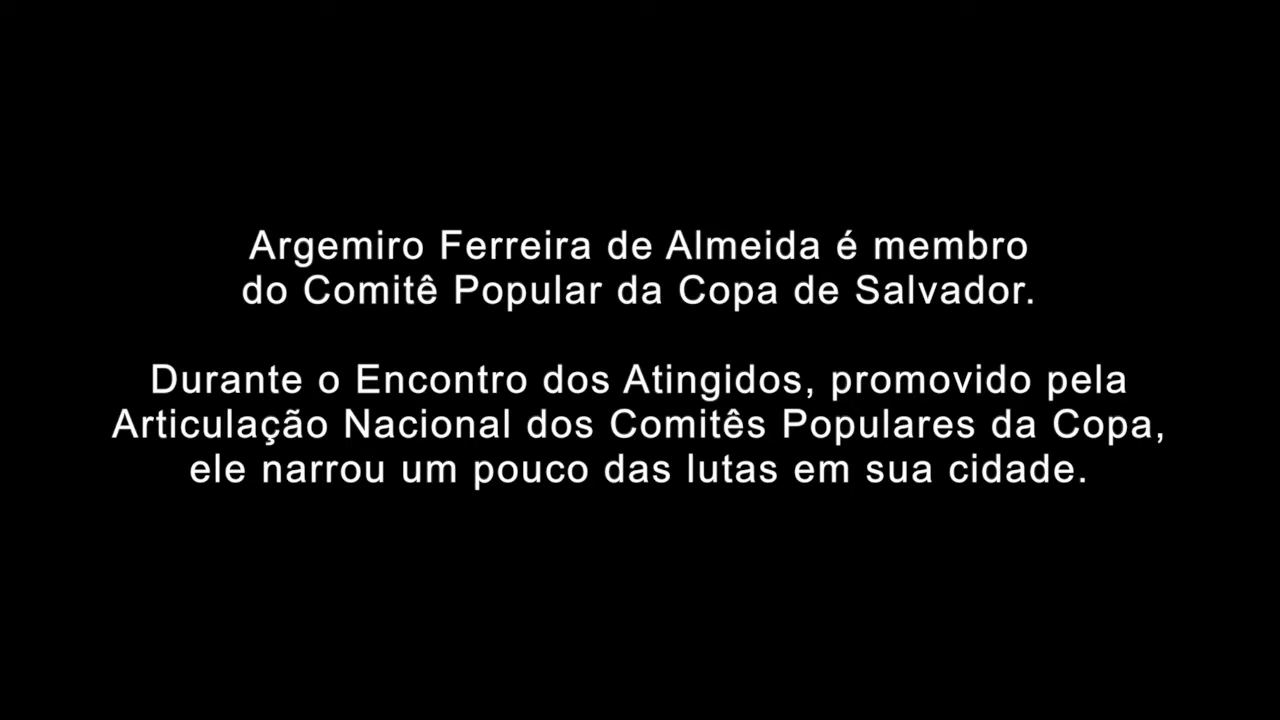 Argemiro Ferreira de Almeida é membro
do Comitê Popular da Copa de Salvador.
Durante o Encontro dos Atingidos, promovido pela
Articulação Nacional dos Comitês Populares da Copa,
ele narrou um pouco das lutas em sua cidade.